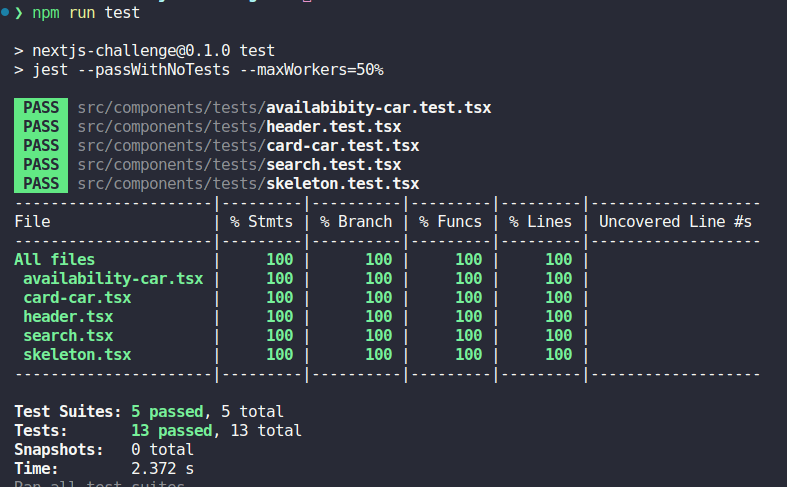 ❯ npm run test
> nextjs-challenge@0.1.0 test
> jest --passWithNoTests --maxWorkers=50%
PASS src/components/tests/availabibity-car.test.tsx
PASS src/components/tests/header.test.tsx
PASS src/components/tests/card-car.test.tsx
PASS src/components/tests/search.test.tsx
PASS src/components/tests/skeleton.test.tsx
----------------------|---------|----------|---------|---------|-------------------
File                  | % Stmts | % Branch | % Funcs | % Lines | Uncovered Line #s
----------------------|---------|----------|---------|---------|-------------------
All files             |     100 |      100 |     100 |     100 |
 availability-car.tsx |     100 |      100 |     100 |     100 |
 card-car.tsx         |     100 |      100 |     100 |     100 |
 header.tsx           |     100 |      100 |     100 |     100 |
 search.tsx           |     100 |      100 |     100 |     100 |
 skeleton.tsx         |     100 |      100 |     100 |     100 |
----------------------|---------|----------|---------|---------|-------------------
Test Suites: 5 passed, 5 total
Tests:       13 passed, 13 total
Snapshots:   0 total
Time:        2.372 s
Ran all test suites.